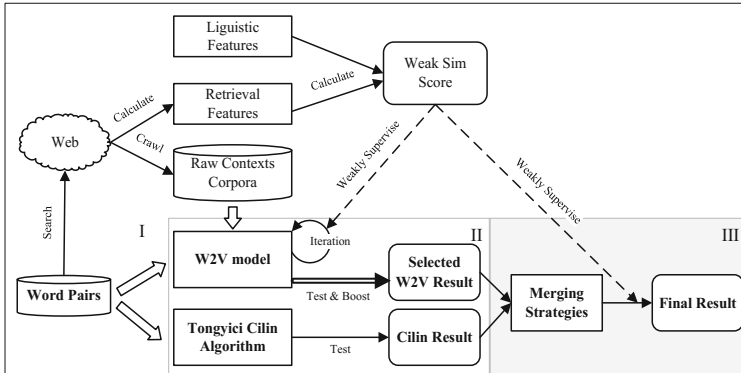 Liguistic
Features
Weak Sim
Score
Calculate
Retrieval
Features
Calculate
Web
Crawl
Raw Contexts
Corpora
Weakly Supervise
Weakly Supervise
Search
I
II
III
Iteration
W2V model
Selected
W2V Result
Test & Boost
Word Pairs
Merging
Strategies
Final Result
Tongyici Cilin
Algorithm
Test
Cilin Result